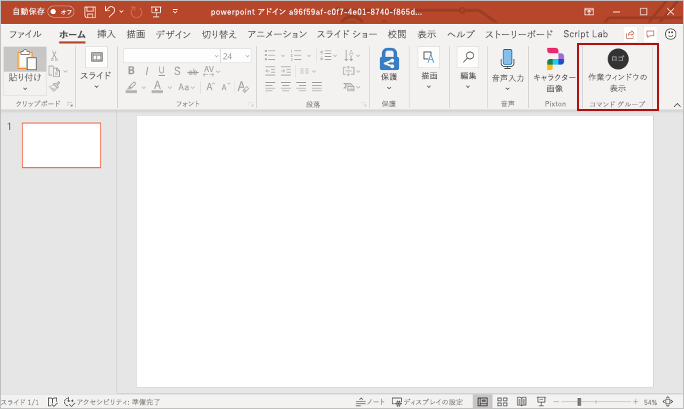 自動保存 オフ powerpoint アドイン a96f59af-c0f7-4e01-8740-f865d...
ファイル ホーム 挿入 描画 デザイン 切り替え アニメーション スライド ショー 校閲 表示 ヘルプ ストーリーボード Script Lab
貼り付け
クリップボード
スライド
24
B I U S ab AV
A Aa A A A
フォント
段落
保護
保護
描画
編集
音声入力
音声
キャラクター
画像
Pixton
ロゴ
作業ウィンドウの
表示
コマンド グループ
1
スライド 1/1 アクセシビリティ: 準備完了 ノート ディスプレイの設定 54%